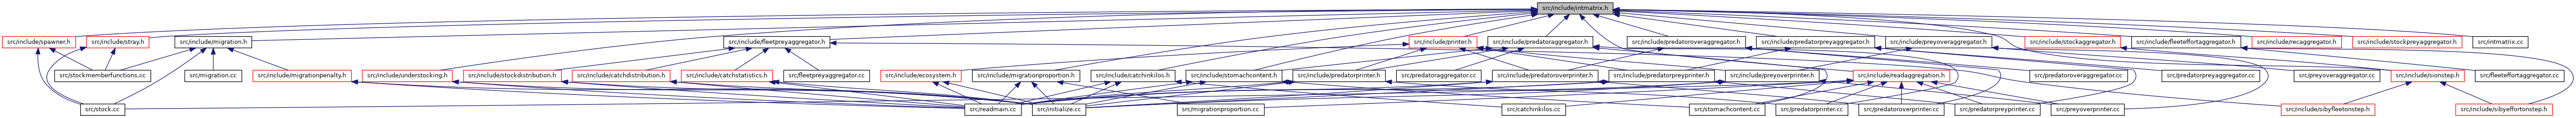 src/include/intmatrix.h
src/include/spawner.h
src/include/stray.h
src/include/migration.h
src/include/fleetpreyaggregator.h
src/include/printer.h
src/include/predatoraggregator.h
src/include/predatoroveraggregator.h
src/include/predatorpreyaggregator.h
src/include/preyoveraggregator.h
src/include/stockaggregator.h
src/include/fleeteffortaggregator.h
src/include/recaggregator.h
src/include/stockpreyaggregator.h
src/intmatrix.cc
src/stockmemberfunctions.cc
src/migration.cc
src/include/migrationpenalty.h
src/include/understocking.h
src/include/stockdistribution.h
src/include/catchdistribution.h
src/include/catchstatistics.h
src/fleetpreyaggregator.cc
src/include/ecosystem.h
src/include/migrationproportion.h
src/include/catchinkilos.h
src/include/stomachcontent.h
src/include/predatorprinter.h
src/predatoraggregator.cc
src/include/predatoroverprinter.h
src/include/predatorpreyprinter.h
src/include/preyoverprinter.h
src/include/readaggregation.h
src/predatoroveraggregator.cc
src/predatorpreyaggregator.cc
src/preyoveraggregator.cc
src/include/sionstep.h
src/fleeteffortaggregator.cc
src/stock.cc
src/readmain.cc
src/initialize.cc
src/migrationproportion.cc
src/catchinkilos.cc
src/stomachcontent.cc
src/predatorprinter.cc
src/predatoroverprinter.cc
src/predatorpreyprinter.cc
src/preyoverprinter.cc
src/include/sibyfleetonstep.h
src/include/sibyeffortonstep.h